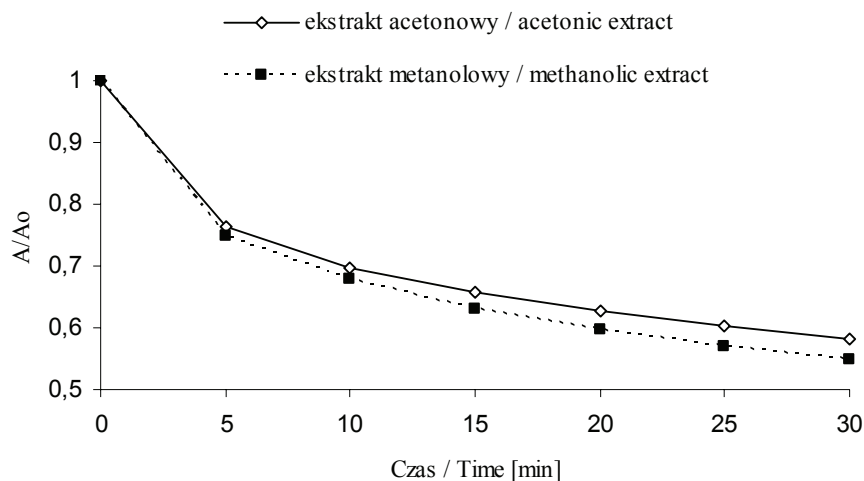 ekstrakt acetonowy / acetonic extract
ekstrakt metanolowy / methanolic extract
1
0,9
0,8
0,7
0,6
0,5
A/Ao
0 5 10 15 20 25 30
Czas / Time [min]